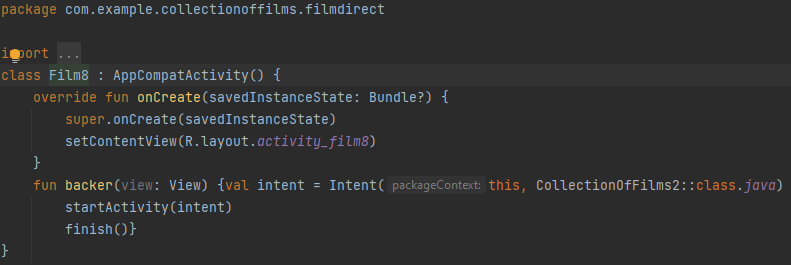 package com.example.collectionoffilms.filmdirect
import ...
class Film8 : AppCompatActivity() {
override fun onCreate(savedInstanceState: Bundle?) {
super.onCreate(savedInstanceState)
setContentView(R.layout.activity_film8)
}
fun backer(view: View) {val intent = Intent( packageContext: this, CollectionOfFilms2::class.java)
startActivity(intent)
finish()}
}